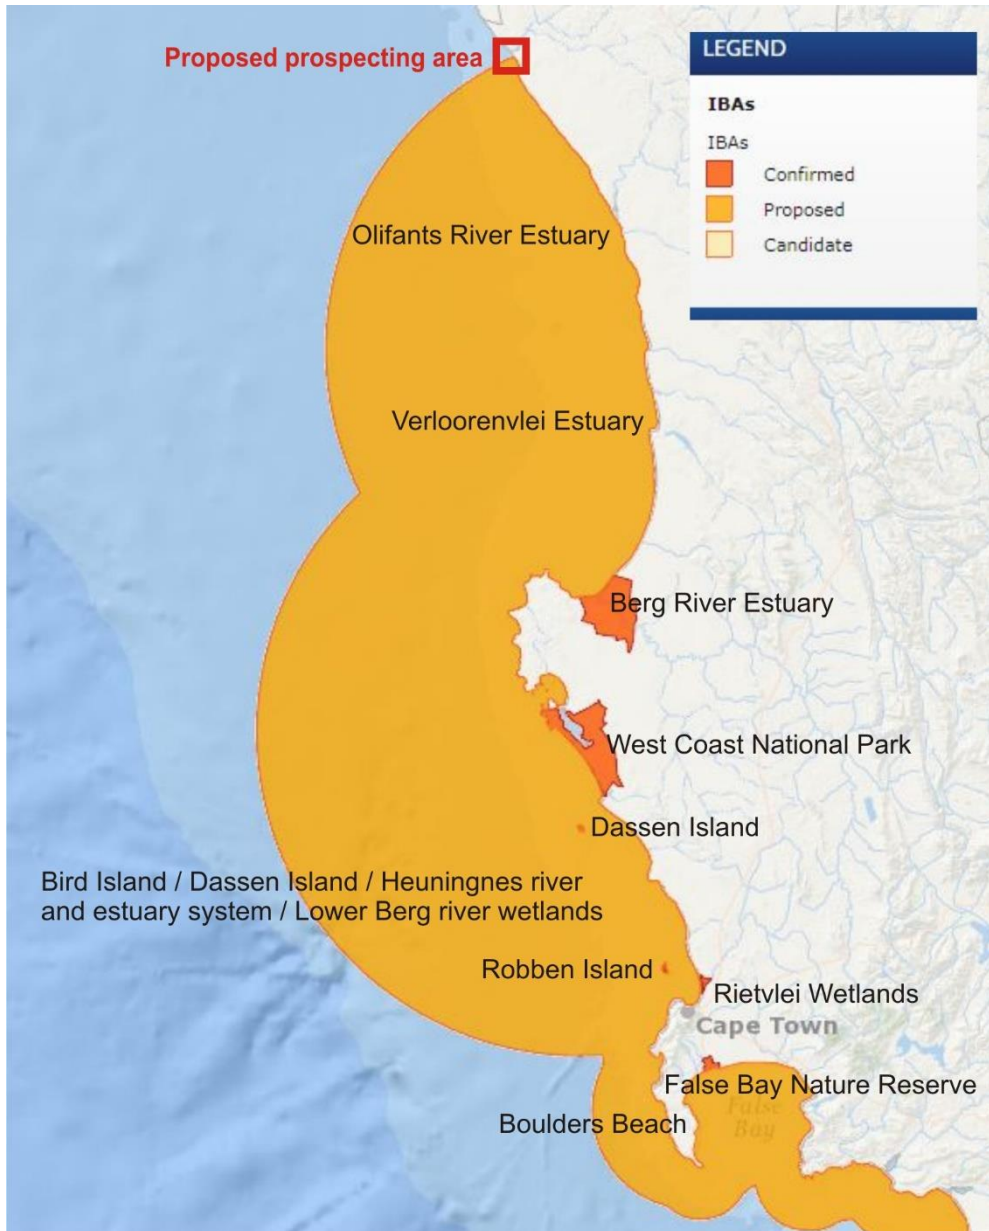 Proposed prospecting area
LEGEND
IBAs
IBAs
Confirmed
Proposed
Candidate
Olifants River Estuary
Verloorenvlei Estuary
Berg River Estuary
West Coast National Park
Dassen Island
Bird Island / Dassen Island / Heuningnes river
and estuary system / Lower Berg river wetlands
Robben Island
Rietvlei Wetlands
Cape Town
False Bay Nature Reserve
False
Bay
Boulders Beach